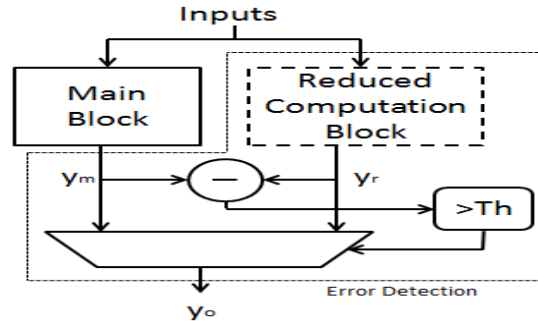 Inputs
Main
Block
Reduced
Computation
Block
ym
—
yr
>Th
Error Detection
yo